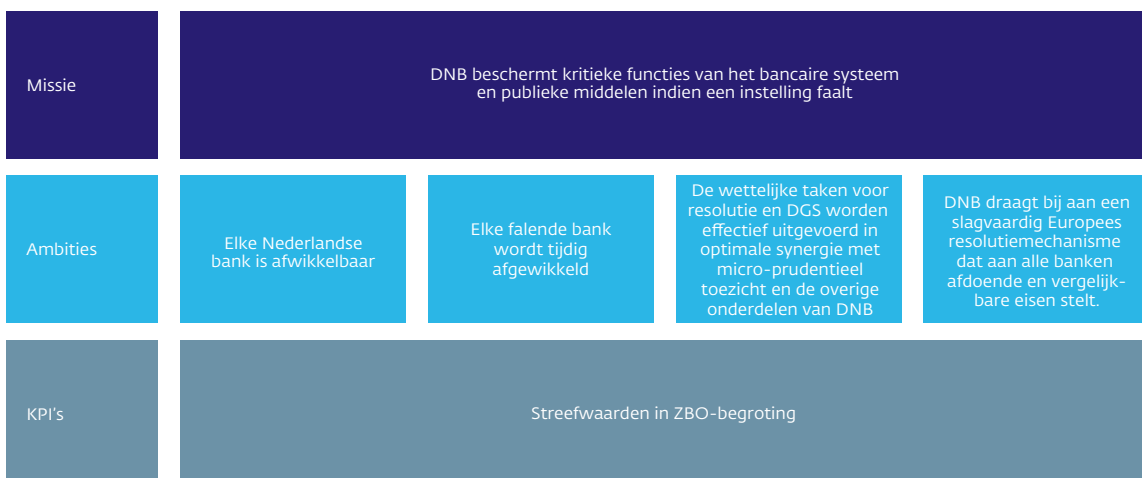 Missie
DNB beschermt kritieke functies van het bancaire systeem
en publieke middelen indien een instelling faalt
Ambities
Elke Nederlandse
bank is afwikkelbaar
Elke falende bank
wordt tijdig
afgewikkeld
De wettelijke taken voor
resolutie en DGS worden
effectief uitgevoerd in
optimale synergie met
micro-prudentieel
toezicht en de overige
onderdelen van DNB
DNB draagt bij aan een
slagvaardig Europees
resolutiemechanisme
dat aan alle banken
afdoende en vergelijk-
bare eisen stelt.
KPI's
Streefwaarden in ZBO-begroting